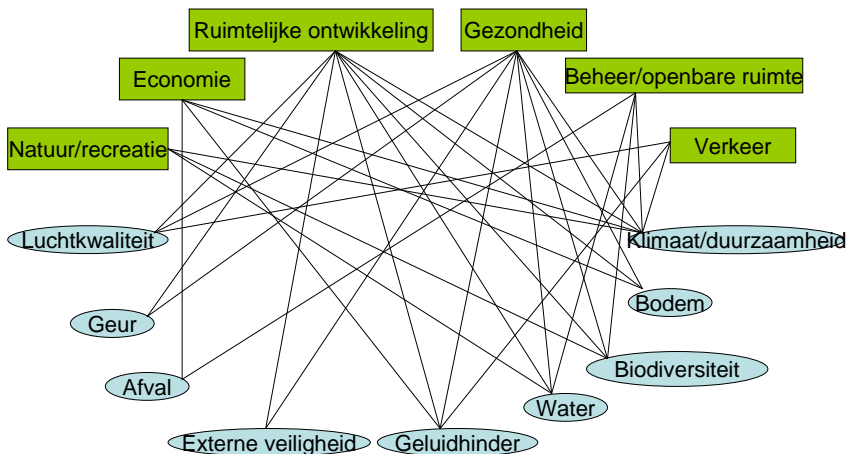 Ruimtelijke ontwikkeling
Gezondheid
Economie
Beheer/openbare ruimte
Natuur/recreatie
Verkeer
Luchtkwaliteit
Klimaat/duurzaamheid
Bodem
Geur
Biodiversiteit
Afval
Water
Externe veiligheid
Geluidhinder